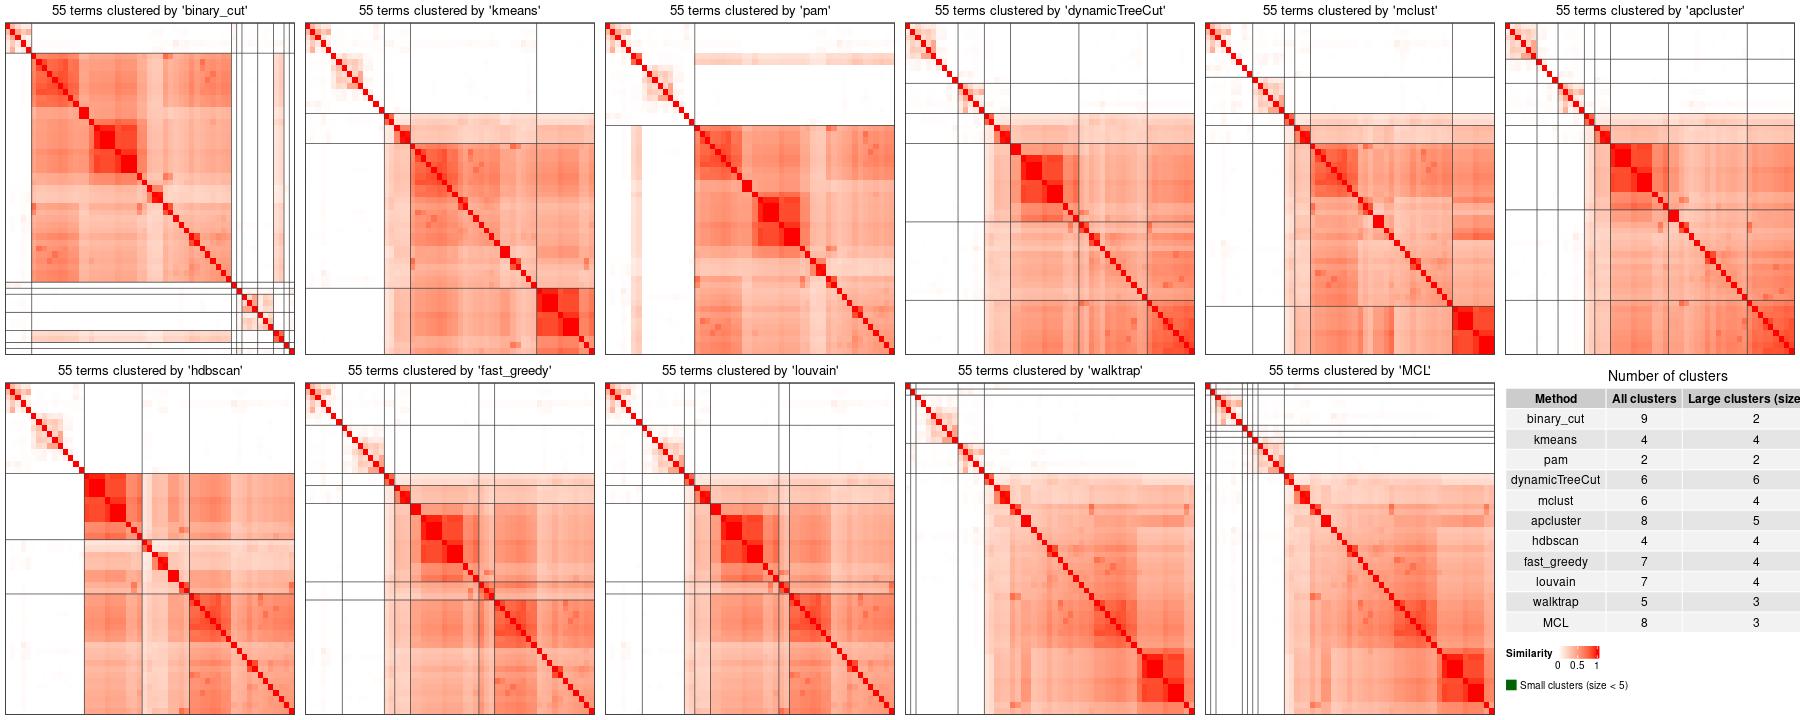 55 terms clustered by 'binary_cut'
55 terms clustered by 'kmeans'
55 terms clustered by 'pam'
55 terms clustered by 'dynamicTreeCut'
55 terms clustered by 'mclust'
55 terms clustered by 'apcluster'
55 terms clustered by 'hdbscan'
55 terms clustered by 'fast_greedy'
55 terms clustered by 'louvain'
55 terms clustered by 'walktrap'
55 terms clustered by 'MCL'
Number of clusters
Method All clusters Large clusters (size
binary_cut 9 2
kmeans 4 4
pam 2 2
dynamicTreeCut 6 6
mclust 6 4
apcluster 8 5
hdbscan 4 4
fast_greedy 7 4
louvain 7 4
walktrap 5 3
MCL 8 3
Similarity
0 0.5 1
Small clusters (size < 5)